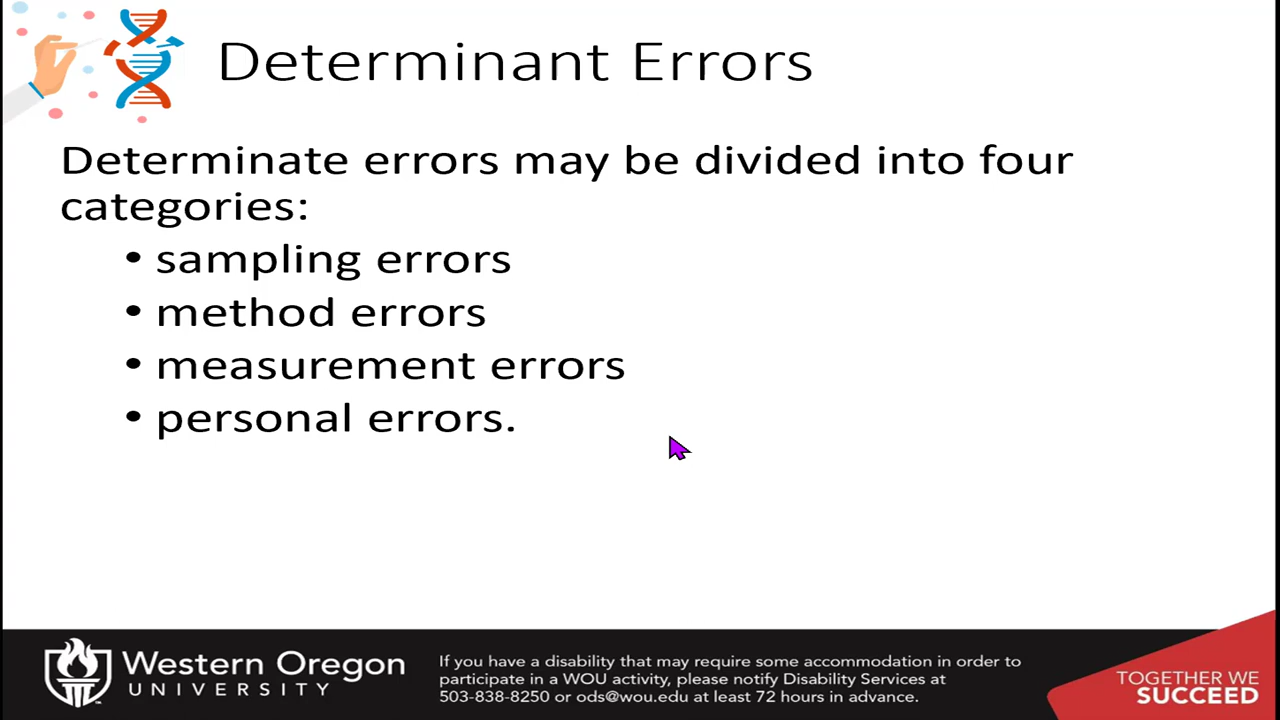 Determinant Errors
Determinate errors may be divided into four
categories:
• sampling errors
• method errors
• measurement errors
• personal errors.
Western Oregon
UNIVERSITY
If you have a disability that may require some accommodation in order to
participate in a WOU activity, please notify Disability Services at
503-838-8250 or ods@wou.edu at least 72 hours in advance.
TOGETHER WE
SUCCEED